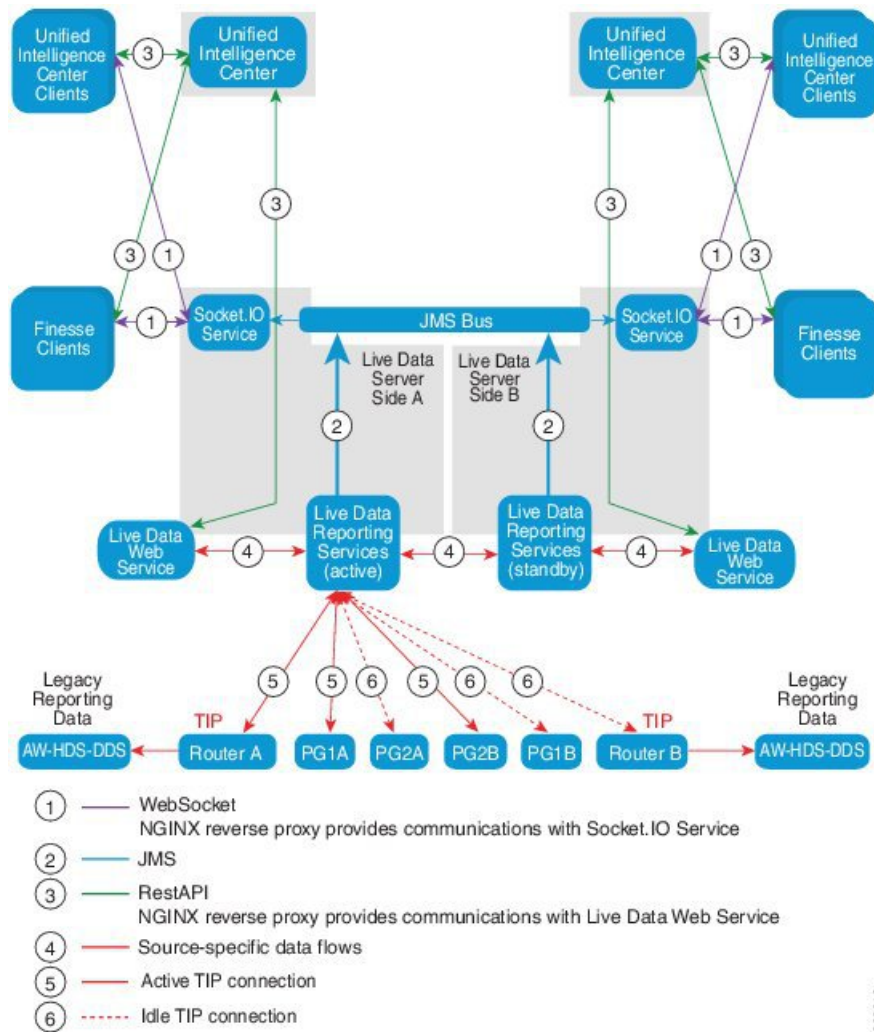 Unified
Intelligence
Center
Clients
3
Unified
Intelligence
Center
Unified
Intelligence
Center
3
Unified
Intelligence
Center
Clients
3
3
3
1
1
3
Finesse
Clients
1
Socket.IO
Service
JMS Bus
Socket.IO
Service
1
Finesse
Clients
Live Data
Server
Side A
Live Data
Server
Side B
2
2
Live Data
Web
Service
4
Live Data
Reporting
Services
(active)
4
Live Data
Reporting
Services
(standby)
4
Live Data
Web
Service
5
5
6
5
6
6
Legacy
Reporting
Data
TIP
TIP
Legacy
Reporting
Data
AW-HDS-DDS
Router A
PG1A
PG2A
PG2B
PG1B
Router B
AW-HDS-DDS
1 WebSocket
NGINX reverse proxy provides communications with Socket.IO Service
2 JMS
3 RestAPI
NGINX reverse proxy provides communications with Live Data Web Service
4 Source-specific data flows
5 Active TIP connection
6 Idle TIP connection